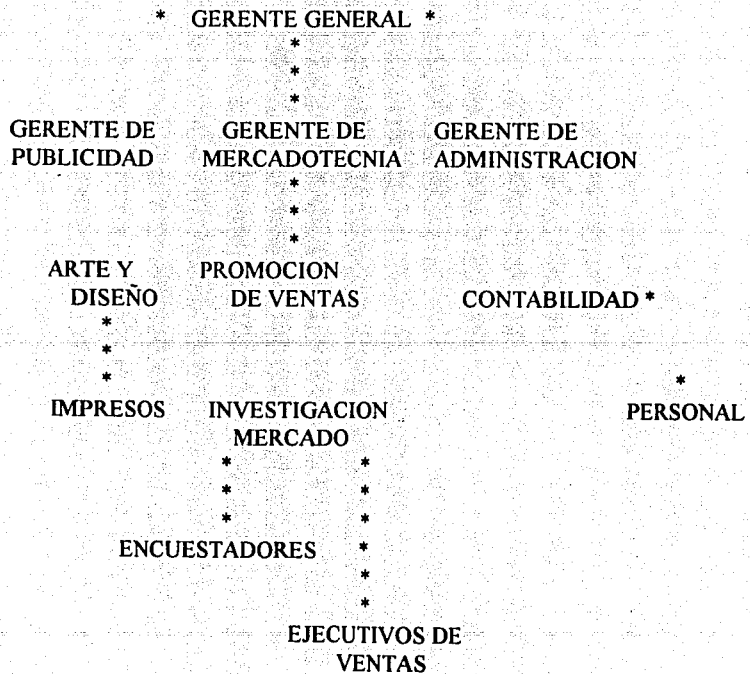 * GERENTE GENERAL *
*
*
*
GERENTE DE GERENTE DE GERENTE DE
PUBLICIDAD MERCADOTECNIA ADMINISTRACION
*
*
*
ARTE Y PROMOCION
DISEÑO DE VENTAS CONTABILIDAD *
*
*
* *
IMPRESOS INVESTIGACION PERSONAL
MERCADO
* *
* *
* *
ENCUESTADORES *
*
*
EJECUTIVOS DE
VENTAS